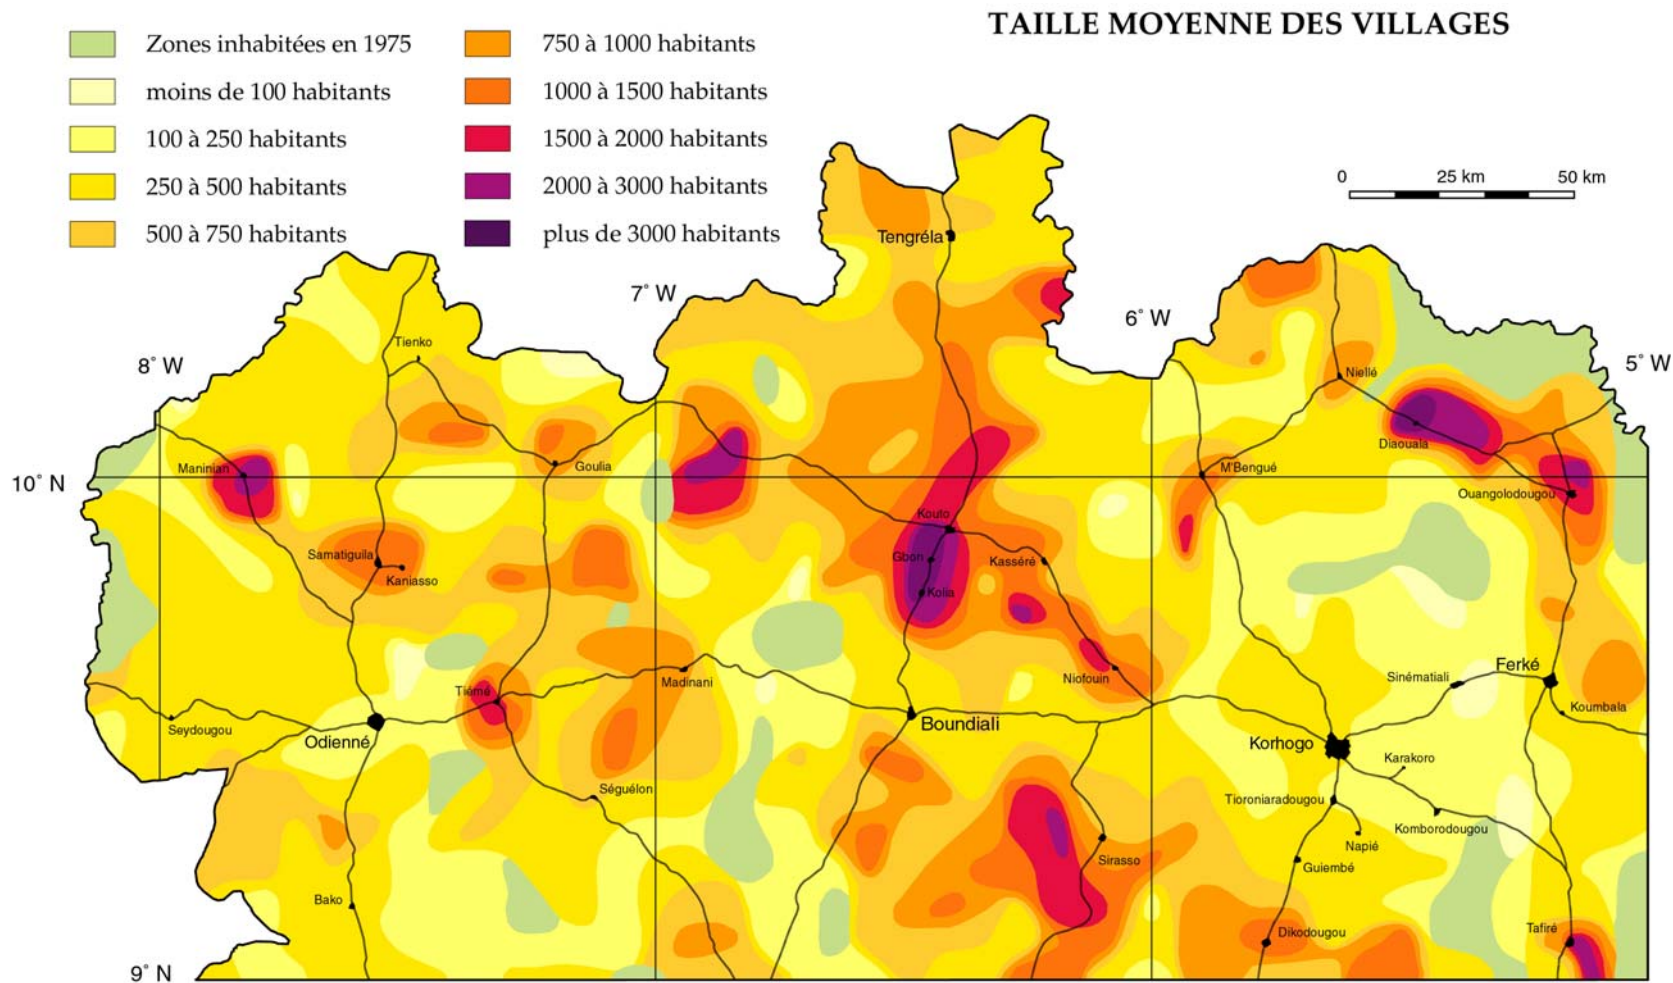 TAILLE MOYENNE DES VILLAGES
Zones inhabitées en 1975
moins de 100 habitants
100 à 250 habitants
250 à 500 habitants
500 à 750 habitants
750 à 1000 habitants
1000 à 1500 habitants
1500 à 2000 habitants
2000 à 3000 habitants
plus de 3000 habitants
0 25 km 50 km
Tengréla
7° W
6° W
Tienko
8° W
5° W
Niellé
Diaouala
Maninian
Goulia
M'Bengué
10° N
Ouangolodougou
Kouto
Samatiguila
Gbon
Kasséré
Kaniasso
Kolia
Tiémé
Madinani
Niofouin
Sinématiali
Ferké
Seydougou
Odienné
Boundiali
Koumbala
Korhogo
Karakoro
Séguélon
Tioroniaradougou
Komborodougou
Sirasso
Napié
Guiembé
Bako
Dikodougou
Tafiré
9° N